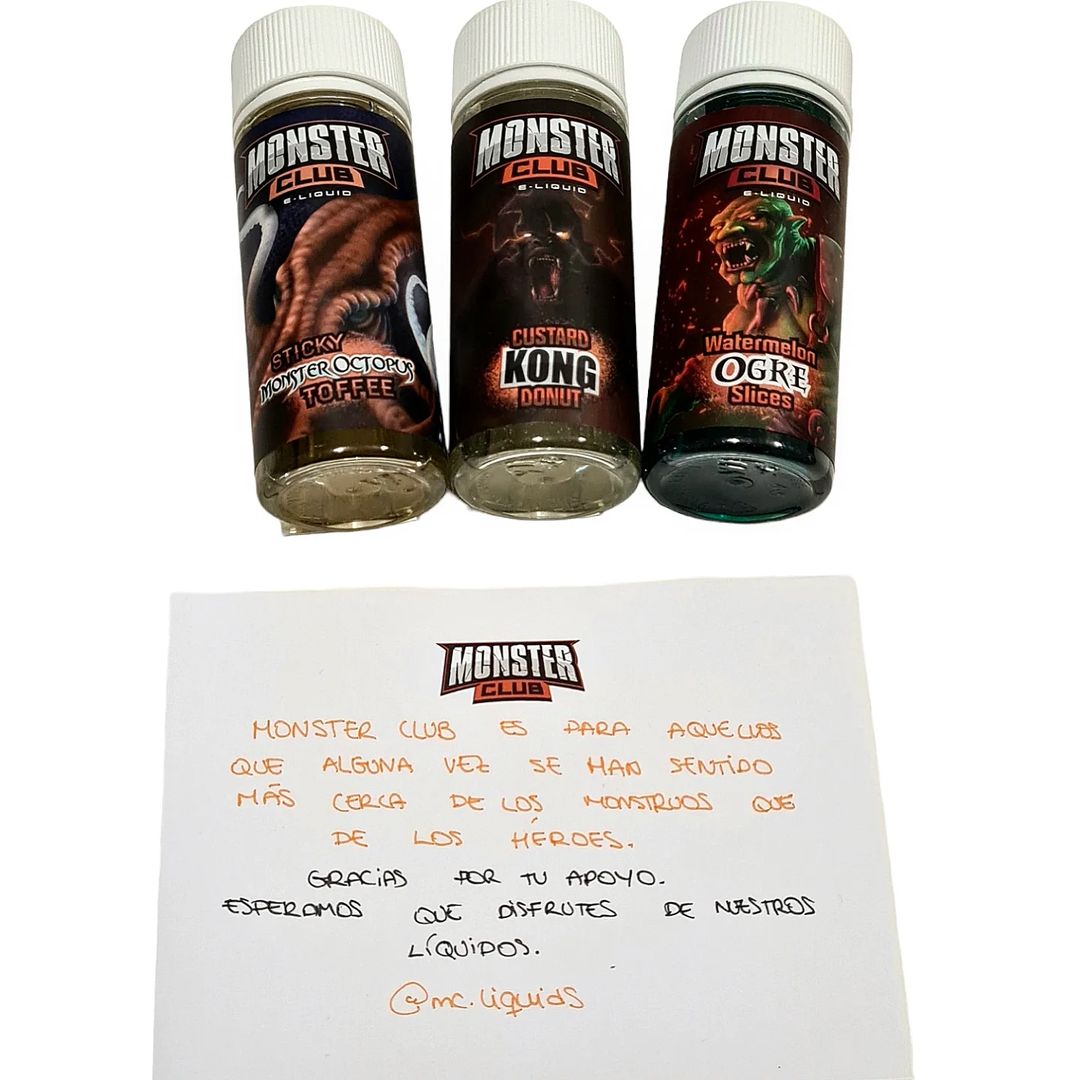 MONSTER
CLUB
E-LIQUID
STICKY
MONSTER OCTOPUS
TOFFEE
MONSTER
CLUB
E-LIQUID
CUSTARD
KONG
DONUT
MONSTER
CLUB
E-LIQUID
Watermelon
OGRE
Slices
MONSTER
CLUB
MONSTER CLUB ES PARA AQUELLOS
QUE ALGUNA VEZ SE HAN SENTIDO
MÁS CERCA DE LOS MONSTRUOS QUE
DE LOS HÉROES.
GRACIAS POR TU APOYO.
ESPERAMOS QUE DISFRUTES DE NUESTROS
LÍQUIDOS.
@mc.liquids